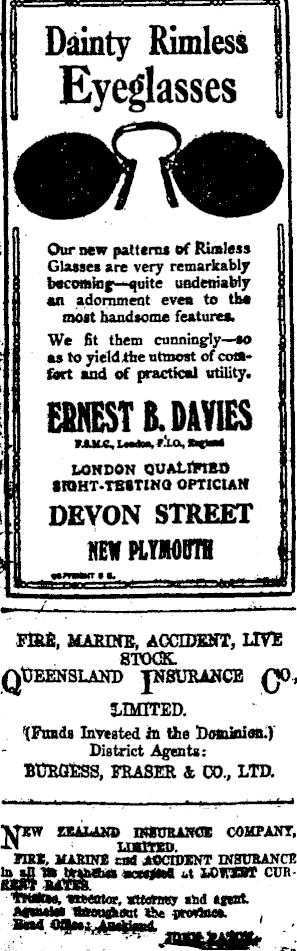 Dainty Rimless
Eyeglasses
Our new patterns of Rimless
Glasses are very remarkably
becoming—quite undeniably
an adornment even to the
most handsome features.
We fit them cunningly—so
as to yield the utmost of com-
fort and of practical utility.
ERNEST B. DAVIES
F.S.M.C., London, F.I.O., England
LONDON QUALIFIED
SIGHT-TESTING OPTICIAN
DEVON STREET
NEW PLYMOUTH
COPYRIGHT
FIRE, MARINE, ACCIDENT, LIVE
STOCK.
QUEENSLAND INSURANCE CO.,
LIMITED.
(Funds Invested in the Dominion.)
District Agents:
BURGESS, FRASER & CO., LTD.
NEW ZEALAND INSURANCE COMPANY,
LIMITED.
FIRE, MARINE and ACCIDENT INSURANCE
in all its branches accepted at LOWEST CUR-
RENT RATES.
Trustee, executor, attorney and agent.
Agencies throughout the province.
Head Office: Auckland.
JOHN PATON,